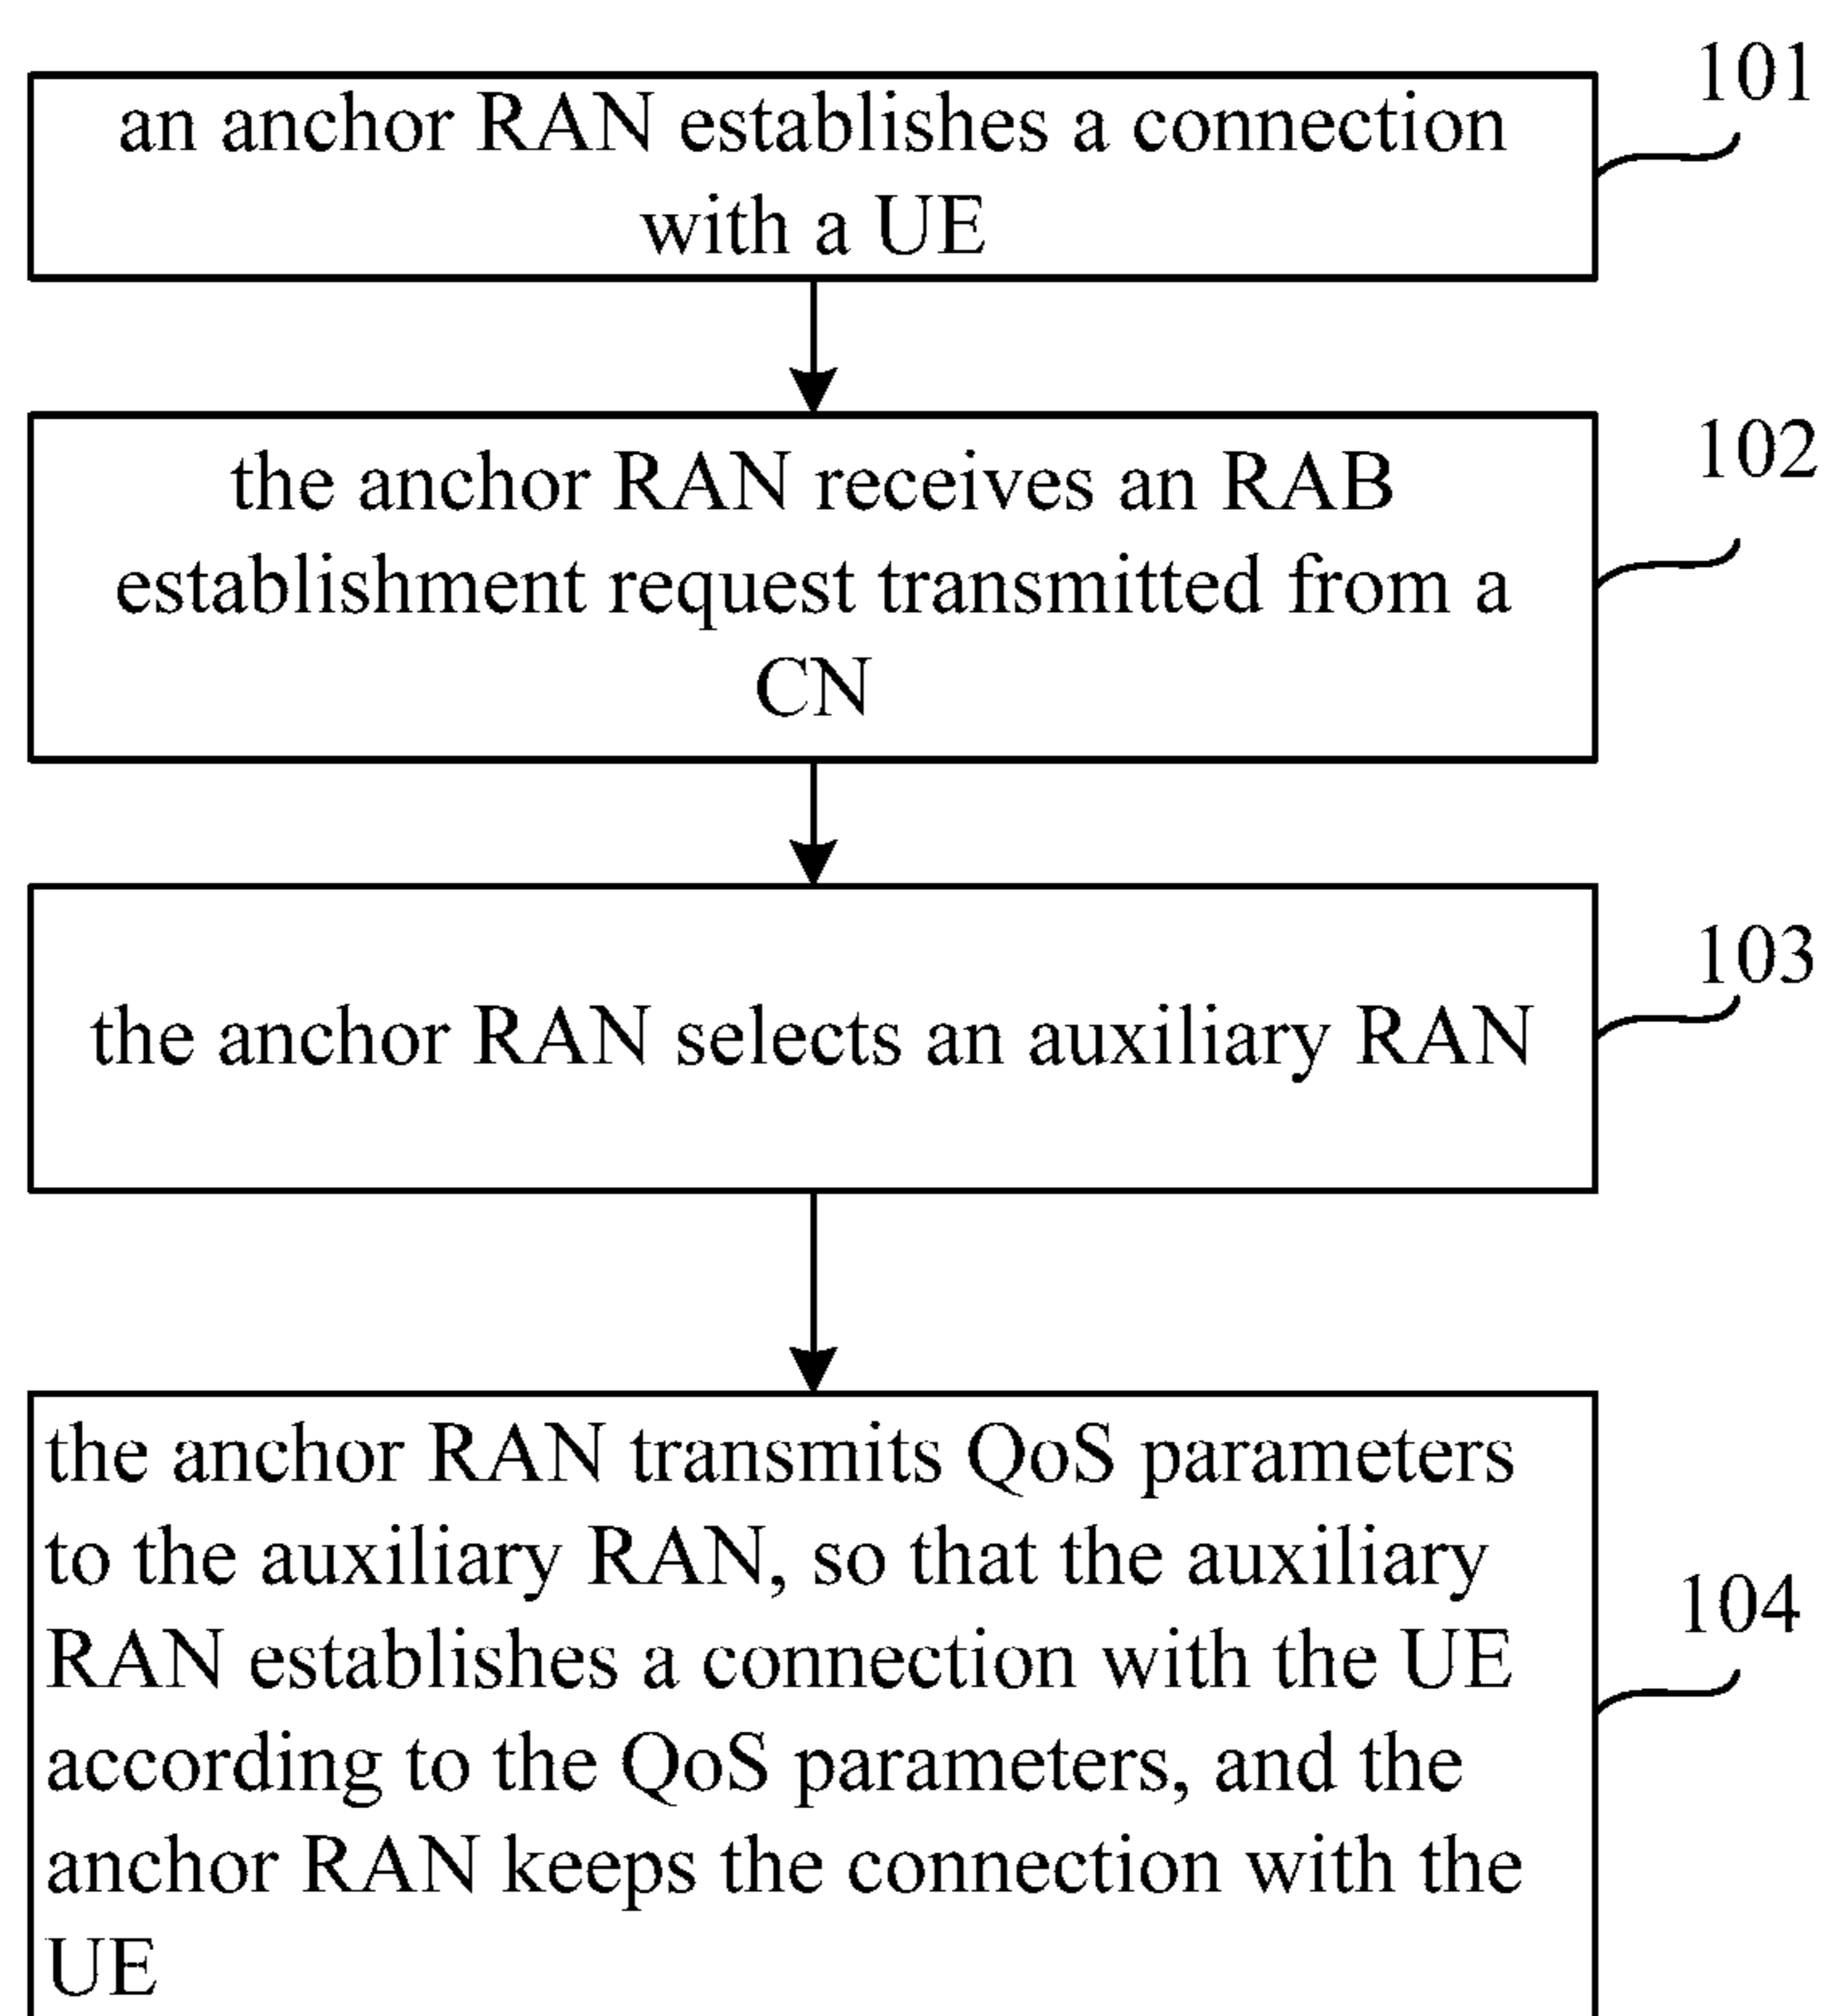 101
an anchor RAN establishes a connection
with a UE
102
the anchor RAN receives an RAB
establishment request transmitted from a
CN
103
the anchor RAN selects an auxiliary RAN
104
the anchor RAN transmits QoS parameters
to the auxiliary RAN, so that the auxiliary
RAN establishes a connection with the UE
according to the QoS parameters, and the
anchor RAN keeps the connection with the
UE